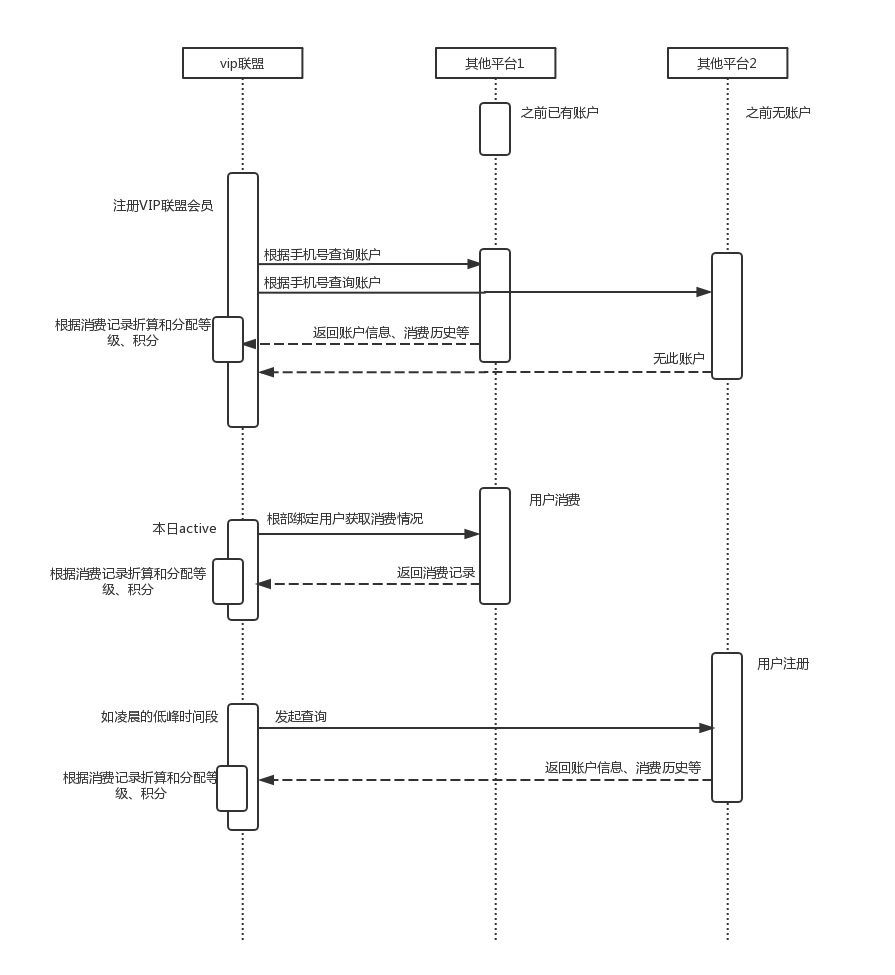 vip联盟
其他平台1
其他平台2
之前已有账户
之前无账户
注册VIP联盟会员
根据手机号查询账户
根据手机号查询账户
根据消费记录折算和分配等
级、积分
返回账户信息、消费历史等
无此账户
用户消费
本日active
根部绑定用户获取消费情况
根据消费记录折算和分配等
级、积分
返回消费记录
用户注册
如凌晨的低峰时间段
发起查询
返回账户信息、消费历史等
根据消费记录折算和分配等
级、积分